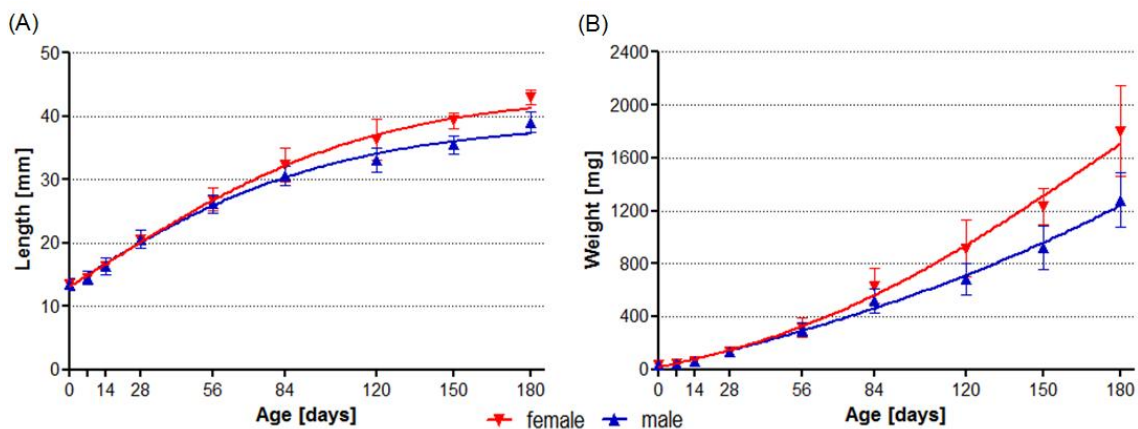 (A)
50
40
30
20
10
0
Length [mm]
0 14 28 56 84 120 150 180
Age [days]
(B)
2400
2000
1600
1200
800
400
0
Weight [mg]
0 14 28 56 84 120 150 180
Age [days]
female male